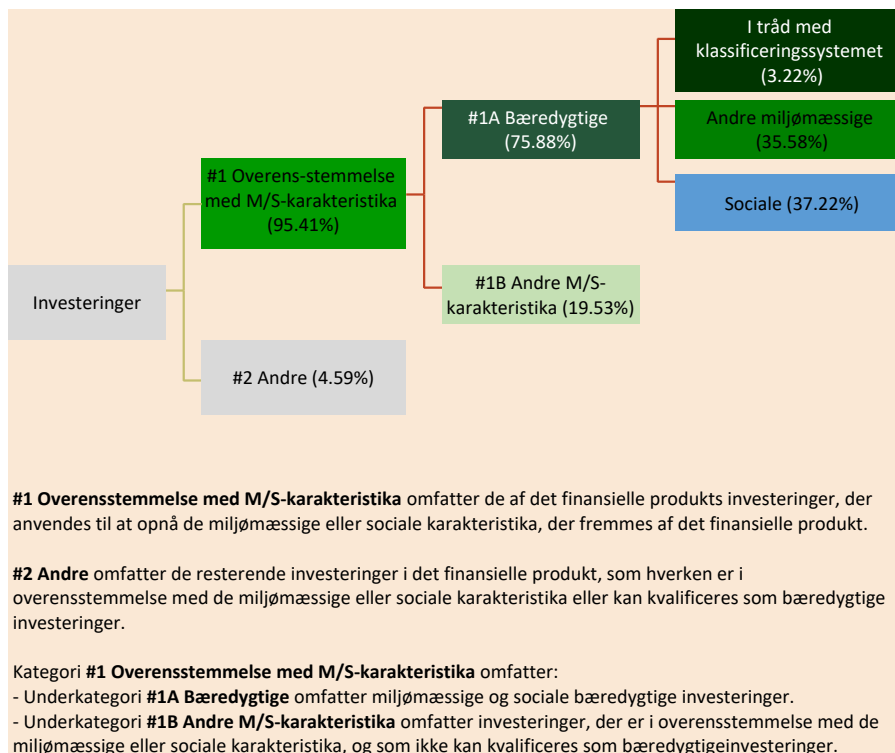 I tråd med
klassificeringssystemet
(3.22%)
#1A Bæredygtige
(75.88%)
Andre miljømæssige
(35.58%)
#1 Overens-stemmelse
med M/S-karakteristika
(95.41%)
Sociale (37.22%)
#1B Andre M/S-
karakteristika (19.53%)
Investeringer
#2 Andre (4.59%)
#1 Overensstemmelse med M/S-karakteristika omfatter de af det finansielle produkts investeringer, der
anvendes til at opnå de miljømæssige eller sociale karakteristika, der fremmes af det finansielle produkt.
#2 Andre omfatter de resterende investeringer i det finansielle produkt, som hverken er i
overensstemmelse med de miljømæssige eller sociale karakteristika eller kan kvalificeres som bæredygtige
investeringer.
Kategori #1 Overensstemmelse med M/S-karakteristika omfatter:
- Underkategori #1A Bæredygtige omfatter miljømæssige og sociale bæredygtige investeringer.
- Underkategori #1B Andre M/S-karakteristika omfatter investeringer, der er i overensstemmelse med de
miljømæssige eller sociale karakteristika, og som ikke kan kvalificeres som bæredygtigeinvesteringer.